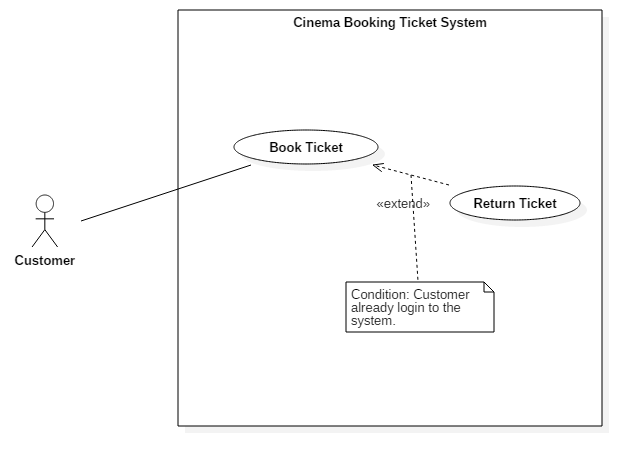 Cinema Booking Ticket System
Book Ticket
Return Ticket
«extend»
Customer
Condition: Customer
already login to the
system.